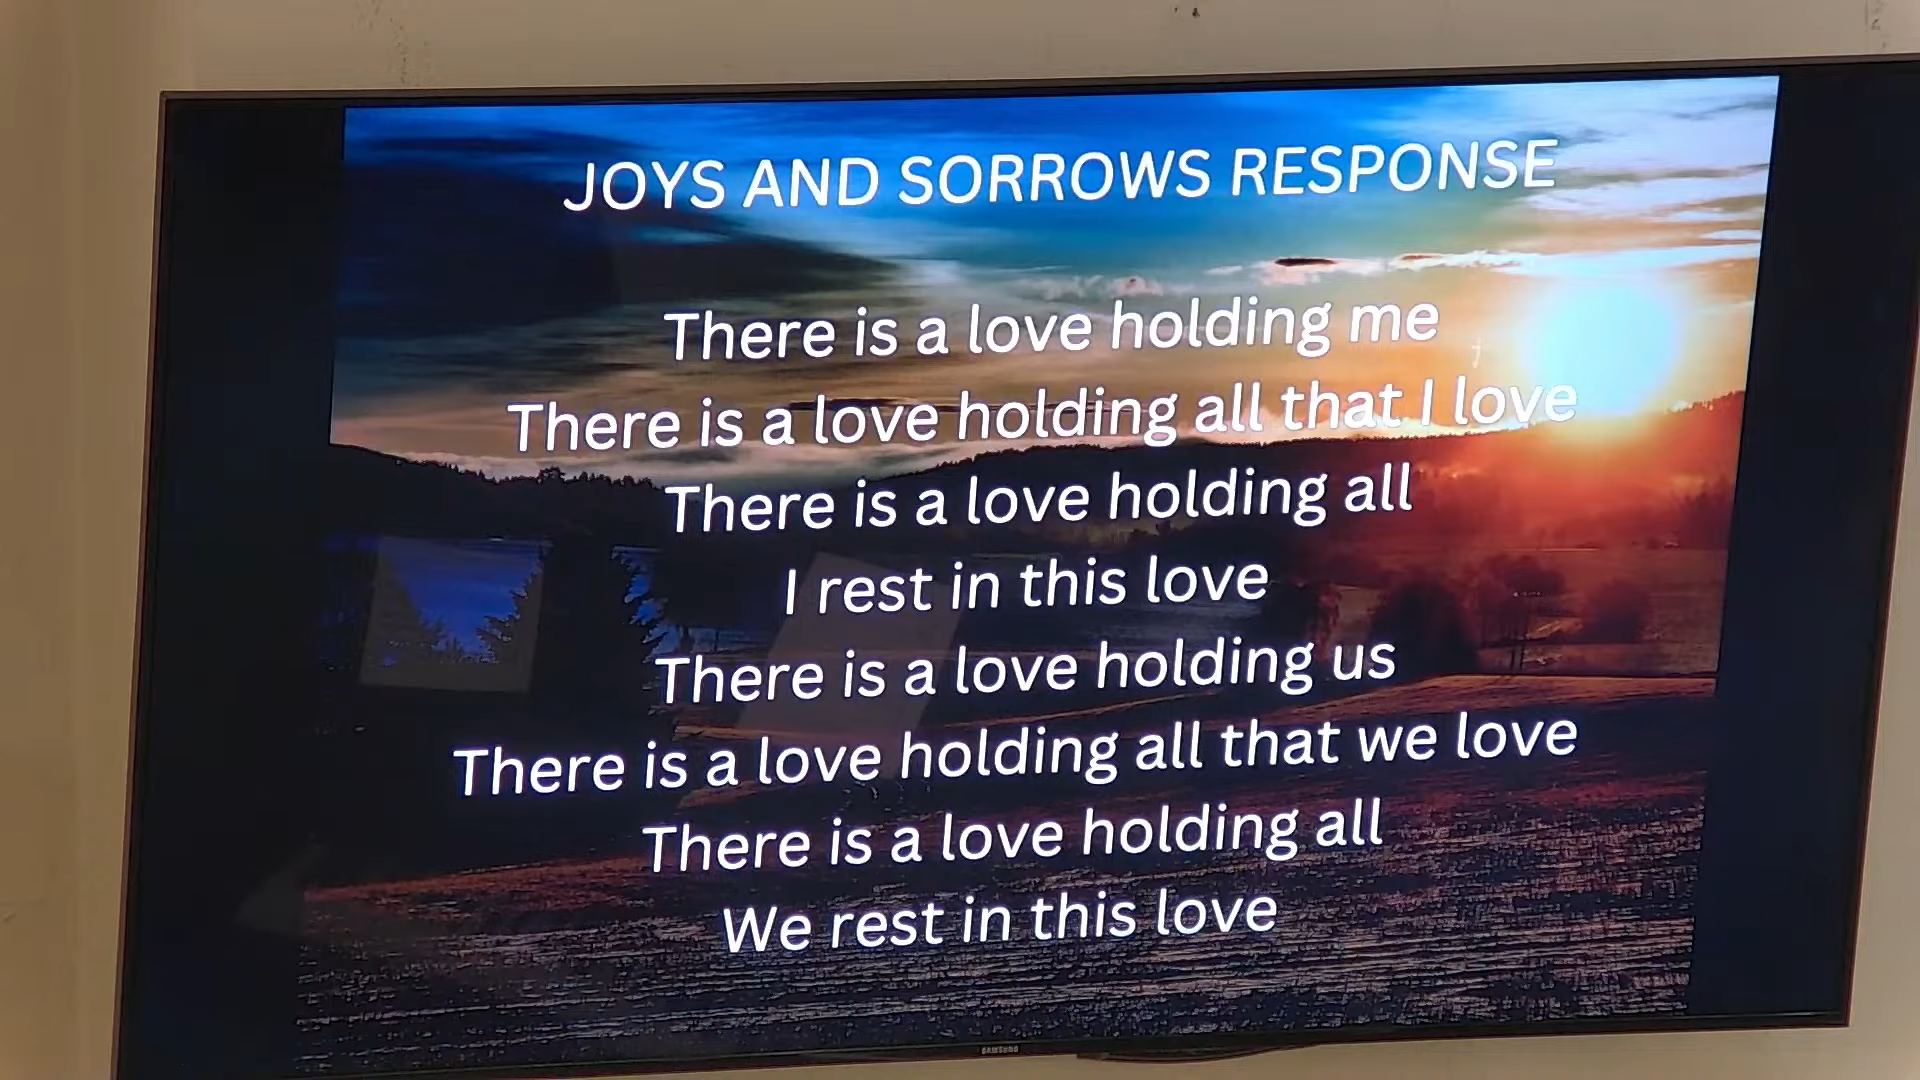 JOYS AND SORROWS RESPONSE
There is a love holding me
There is a love holding all that I love
There is a love holding all
I rest in this love
There is a love holding us
There is a love holding all that we love
There is a love holding all
We rest in this love
SAMSUNG